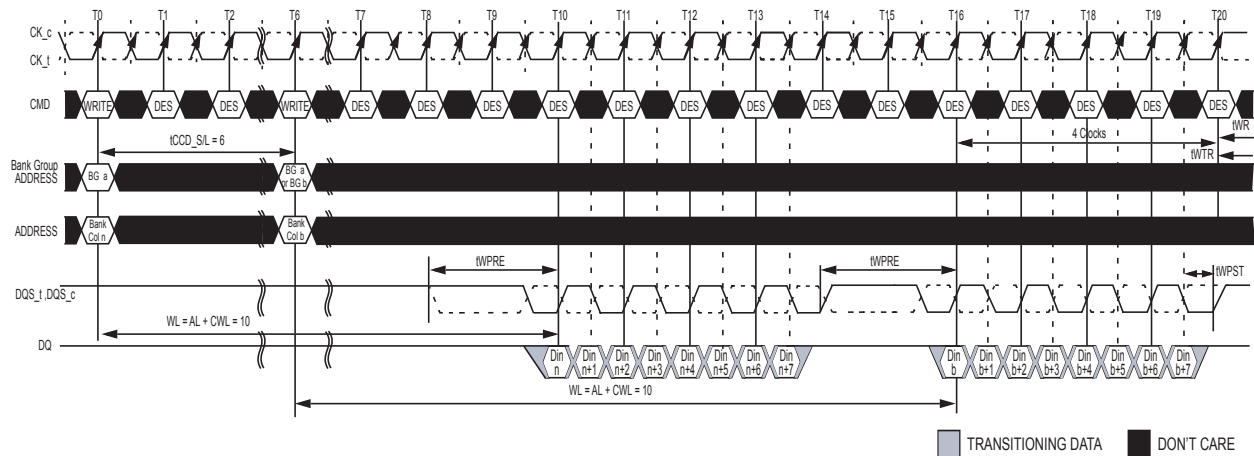 T0 T1 T2 T6 T7 T8 T9 T10 T11 T12 T13 T14 T15 T16 T17 T18 T19 T20
CK_c
CK_t
CMD WRITE DES DES WRITE DES DES DES DES DES DES DES DES DES DES DES DES DES DES
tCCD_S/L = 6
4 Clocks
tWR
tWTR
Bank Group
ADDRESS
BG a
BG a
or BG b
ADDRESS
Bank
Col n
Bank
Col b
tWPRE
tWPRE
tWPST
DQS_t ,DQS_c
WL = AL + CWL = 10
DQ
Din
n
Din
n+1
Din
n+2
Din
n+3
Din
n+4
Din
n+5
Din
n+6
Din
n+7
Din
b
Din
b+1
Din
b+2
Din
b+3
Din
b+4
Din
b+5
Din
b+6
Din
b+7
WL = AL + CWL = 10
TRANSITIONING DATA
DON'T CARE